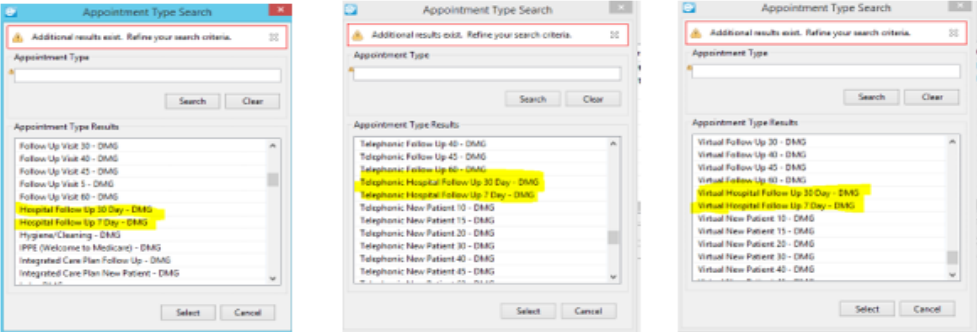 Appointment Type Search
Additional results exist. Refine your search criteria.
Appointment Type
Search
Clear
Appointment Type Results
Follow Up Visit 30 - DMG
Follow Up Visit 40 - DMG
Follow Up Visit 45 - DMG
Follow Up Visit 5 - DMG
Follow Up Visit 60 - DMG
Hospital Follow Up 30 Day - DMG
Hospital Follow Up 7 Day - DMG
Hygiene/Cleaning - DMG
IPPE (Welcome to Medicare) - DMG
Integrated Care Plan Follow Up - DMG
Integrated Care Plan New Patient - DMG
Select
Cancel
Appointment Type Search
Additional results exist. Refine your search criteria.
Appointment Type
Search
Clear
Appointment Type Results
Telephonic Follow Up 40 - DMG
Telephonic Follow Up 45 - DMG
Telephonic Follow Up 60 - DMG
Telephonic Hospital Follow Up 30 Day - DMG
Telephonic Hospital Follow Up 7 Day - DMG
Telephonic New Patient 10 - DMG
Telephonic New Patient 15 - DMG
Telephonic New Patient 20 - DMG
Telephonic New Patient 30 - DMG
Telephonic New Patient 40 - DMG
Telephonic New Patient 45 - DMG
Select
Cancel
Appointment Type Search
Additional results exist. Refine your search criteria.
Appointment Type
Search
Clear
Appointment Type Results
Virtual Follow Up 30 - DMG
Virtual Follow Up 40 - DMG
Virtual Follow Up 45 - DMG
Virtual Follow Up 60 - DMG
Virtual Hospital Follow Up 30 Day - DMG
Virtual Hospital Follow Up 7 Day - DMG
Virtual New Patient 10 - DMG
Virtual New Patient 15 - DMG
Virtual New Patient 20 - DMG
Virtual New Patient 30 - DMG
Virtual New Patient 40 - DMG
Select
Cancel